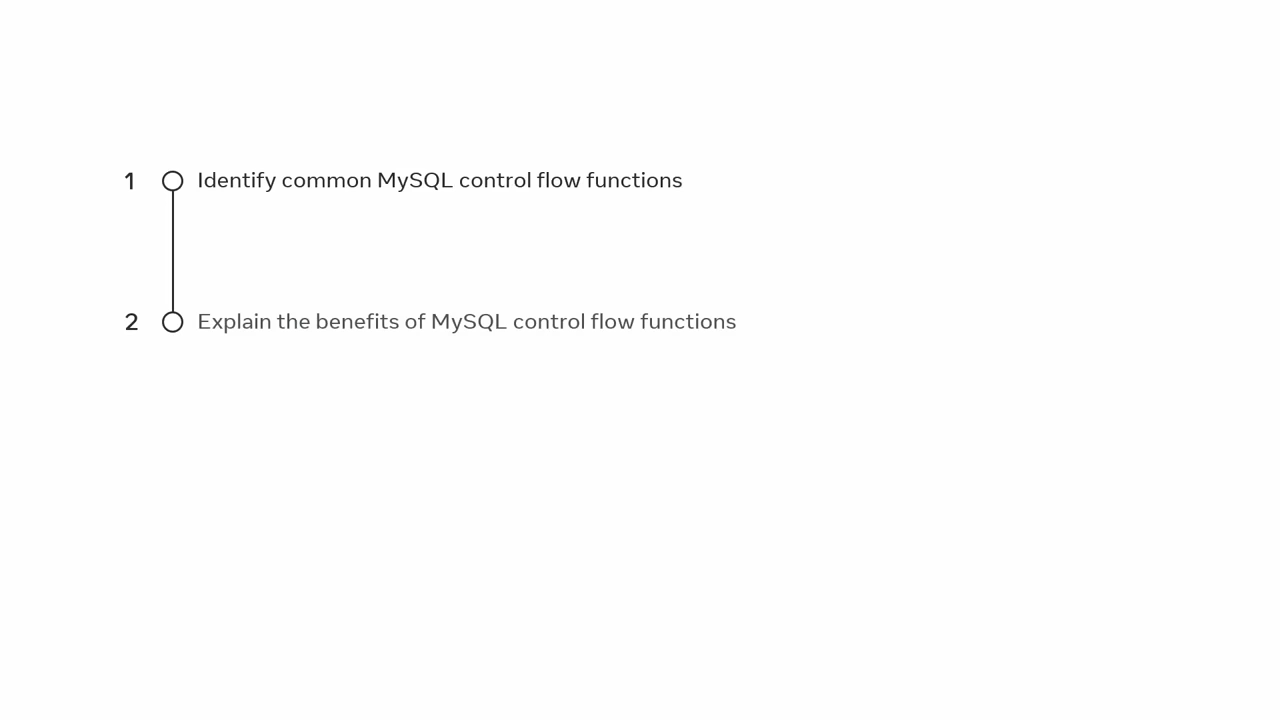 1 Identify common MySQL control flow functions
2 Explain the benefits of MySQL control flow functions